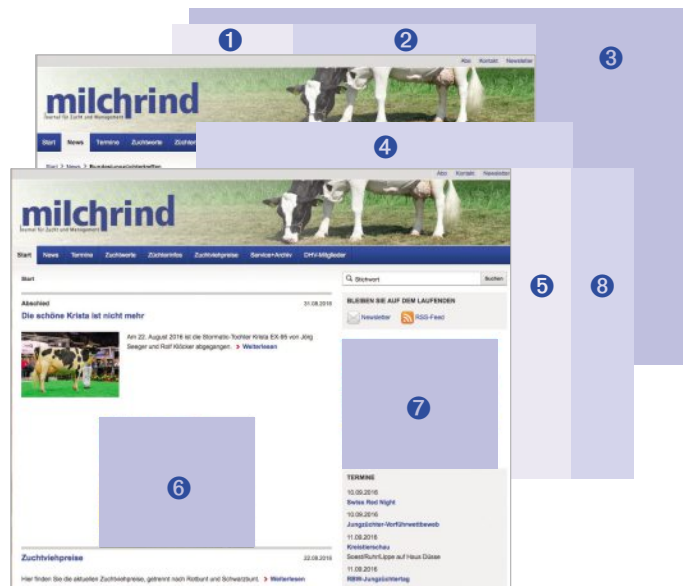 1
2
3
Abo Kontakt Newsletter
milchrind
Journal für Zucht und Management
Start News Termine Zuchtwerte
4
Start > News > Bundesjungzüchtertreffen
Abo Kontakt Newsletter
milchrind
Journal für Zucht und Management
Start News Termine Zuchtwerte Züchterinfos Zuchtviehpreise Service+Archiv DHV-Mitglieder
5
8
Start
Stichwort Suchen
Abschied 31.08.2016
Die schöne Krista ist nicht mehr
Am 22. August 2016 ist die Stormatic-Tochter Krista EX-95 von Jörg
Seeger und Rolf Klöcker abgegangen. > Weiterlesen
BLEIBEN SIE AUF DEM LAUFENDEN
Newsletter RSS-Feed
7
6
TERMINE
10.09.2016
Swiss Red Night
10.09.2016
Jungzüchter-Vorführwettbewerb
11.09.2016
Kreistierschau
Soest/Ruhr/Lippe auf Haus Düsse
11.09.2016
RBW-Jungzüchtertag
Zuchtviehpreise 22.08.2016
Hier finden Sie die aktuellen Zuchtviehpreise, getrennt nach Rotbunt und Schwarzbunt. > Weiterlesen